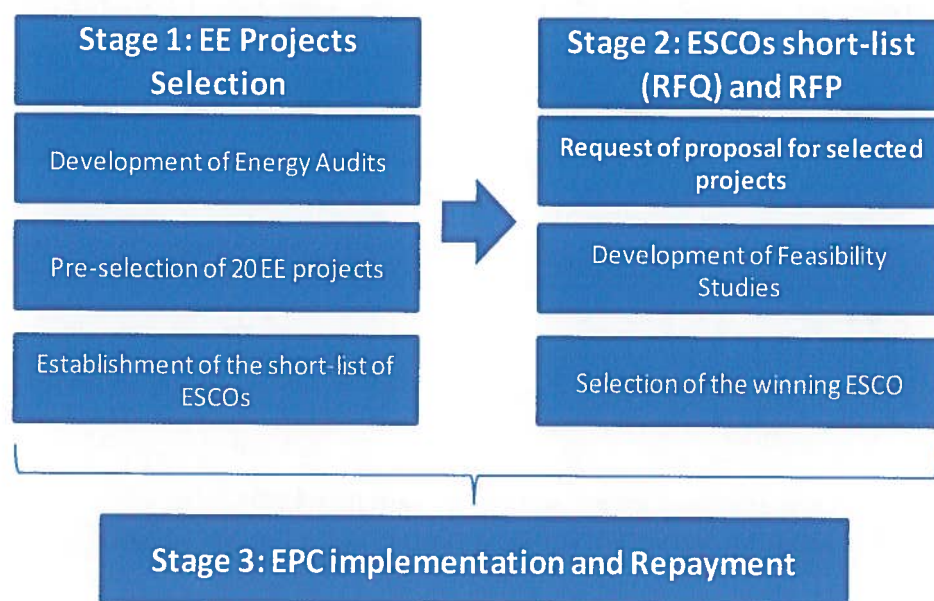 Stage 1: EE Projects
Selection
Development of Energy Audits
Pre-selection of 20 EE projects
Establishment of the short-list of
ESCOs
Stage 2: ESCOs short-list
(RFQ) and RFP
Request of proposal for selected
projects
Development of Feasibility
Studies
Selection of the winning ESCO
Stage 3: EPC implementation and Repayment